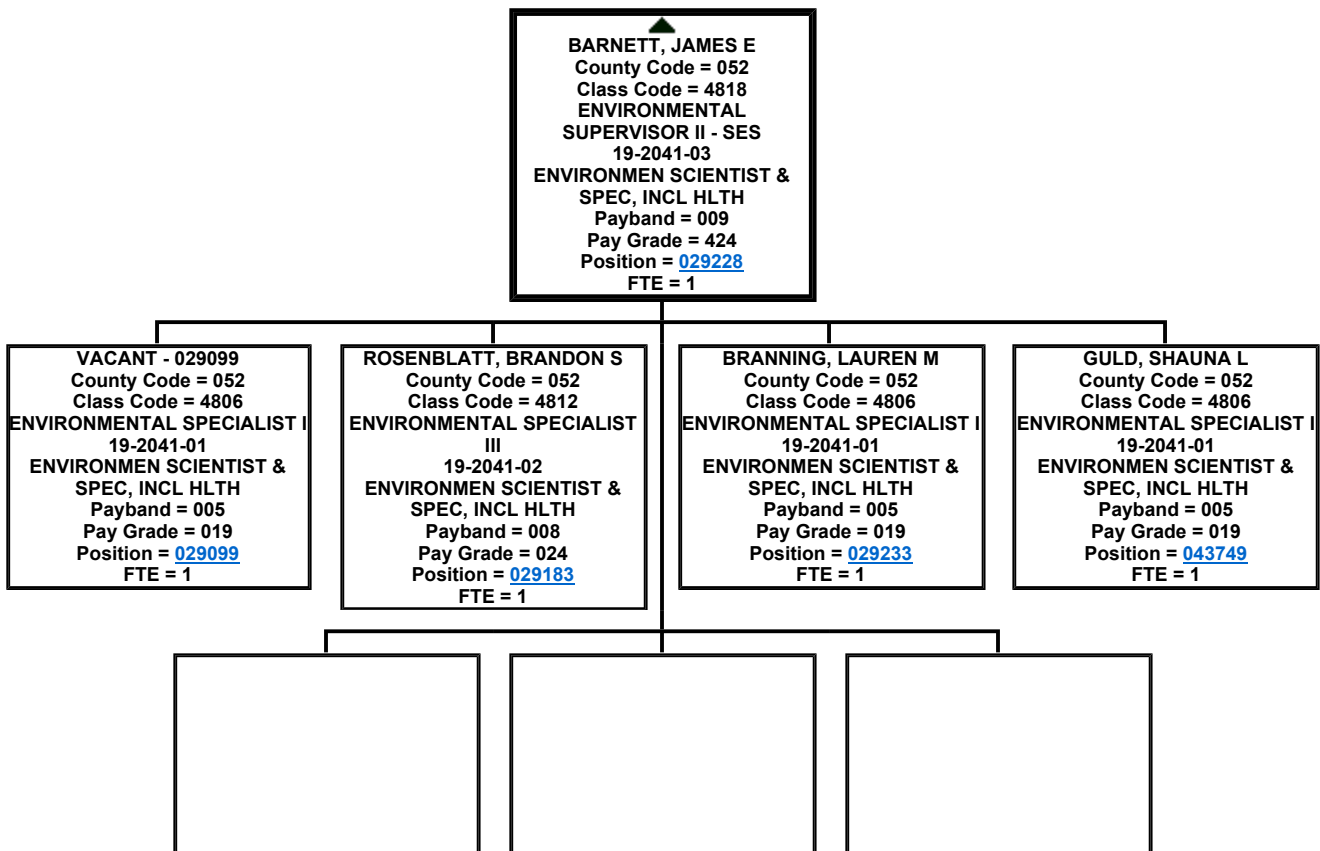 BARNETT, JAMES E
County Code = 052
Class Code = 4818
ENVIRONMENTAL
SUPERVISOR II - SES
19-2041-03
ENVIRONMEN SCIENTIST &
SPEC, INCL HLTH
Payband = 009
Pay Grade = 424
Position = 029228
FTE = 1
VACANT - 029099
County Code = 052
Class Code = 4806
ENVIRONMENTAL SPECIALIST I
19-2041-01
ENVIRONMEN SCIENTIST &
SPEC, INCL HLTH
Payband = 005
Pay Grade = 019
Position = 029099
FTE = 1
ROSENBLATT, BRANDON S
County Code = 052
Class Code = 4812
ENVIRONMENTAL SPECIALIST
III
19-2041-02
ENVIRONMEN SCIENTIST &
SPEC, INCL HLTH
Payband = 008
Pay Grade = 024
Position = 029183
FTE = 1
BRANNING, LAUREN M
County Code = 052
Class Code = 4806
ENVIRONMENTAL SPECIALIST I
19-2041-01
ENVIRONMEN SCIENTIST &
SPEC, INCL HLTH
Payband = 005
Pay Grade = 019
Position = 029233
FTE = 1
GULD, SHAUNA L
County Code = 052
Class Code = 4806
ENVIRONMENTAL SPECIALIST I
19-2041-01
ENVIRONMEN SCIENTIST &
SPEC, INCL HLTH
Payband = 005
Pay Grade = 019
Position = 043749
FTE = 1